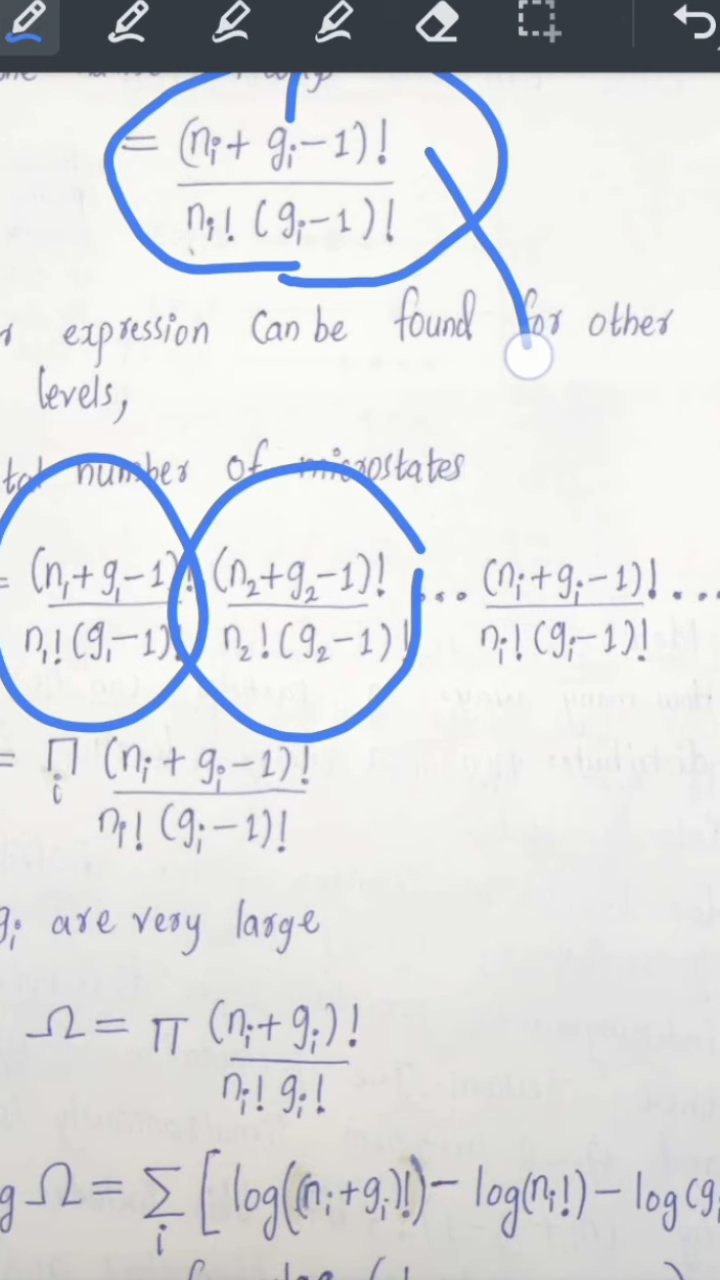 = (nᵢ + gᵢ − 1)! / nᵢ! (gᵢ − 1)!
expression can be found for other
levels,
number of microstates
= (n₁+g₁−1)! / n₁! (g₁−1)! (n₂+g₂−1)! / n₂! (g₂−1)! ... (nᵢ+gᵢ−1)! / nᵢ! (gᵢ−1)! ...
= Π ᵢ (nᵢ + gᵢ − 1)! / nᵢ! (gᵢ − 1)!
gᵢ are very large
Ω = Π (nᵢ + gᵢ)! / nᵢ! gᵢ!
Ω = Σ ᵢ [ log((nᵢ+gᵢ)!) − log(nᵢ!) − log(gᵢ